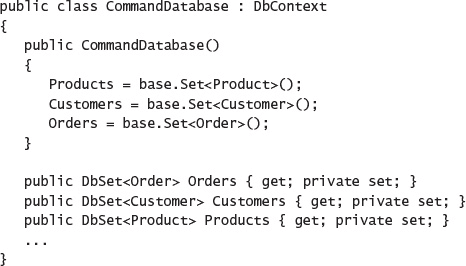 public class CommandDatabase : DbContext
{
   public CommandDatabase()
   {
      Products = base.Set<Product>();
      Customers = base.Set<Customer>();
      Orders = base.Set<Order>();
   }

   public DbSet<Order> Orders { get; private set; }
   public DbSet<Customer> Customers { get; private set; }
   public DbSet<Product> Products { get; private set; }
   ...
}